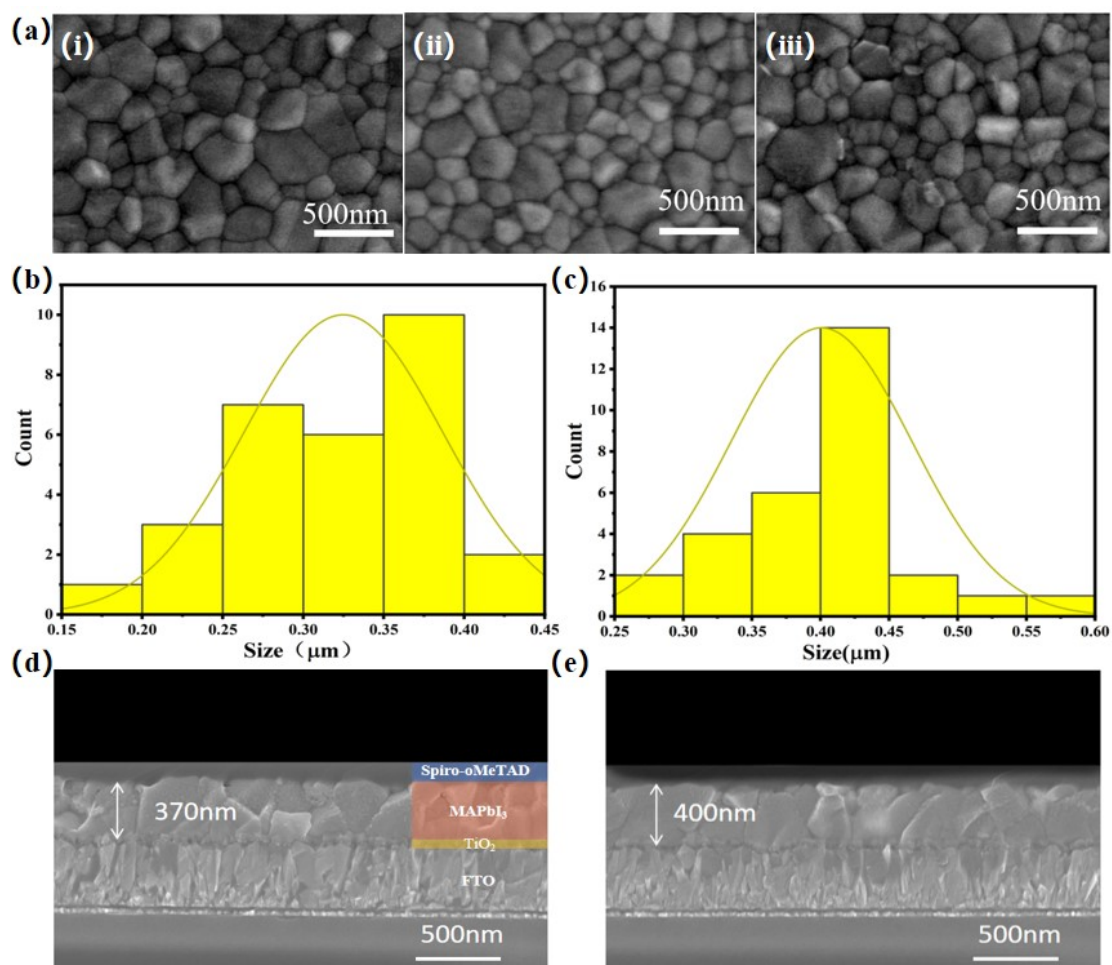 (a)
(i)
500nm
(ii)
500nm
(iii)
500nm
(b)
10
8
6
4
2
0
Count
0.15 0.20 0.25 0.30 0.35 0.40 0.45
Size（μm）
(c)
16
14
12
10
8
6
4
2
0
Count
0.25 0.30 0.35 0.40 0.45 0.50 0.55 0.60
Size(μm)
(d)
370nm
Spiro-oMeTAD
MAPbI₃
TiO₂
FTO
500nm
(e)
400nm
500nm